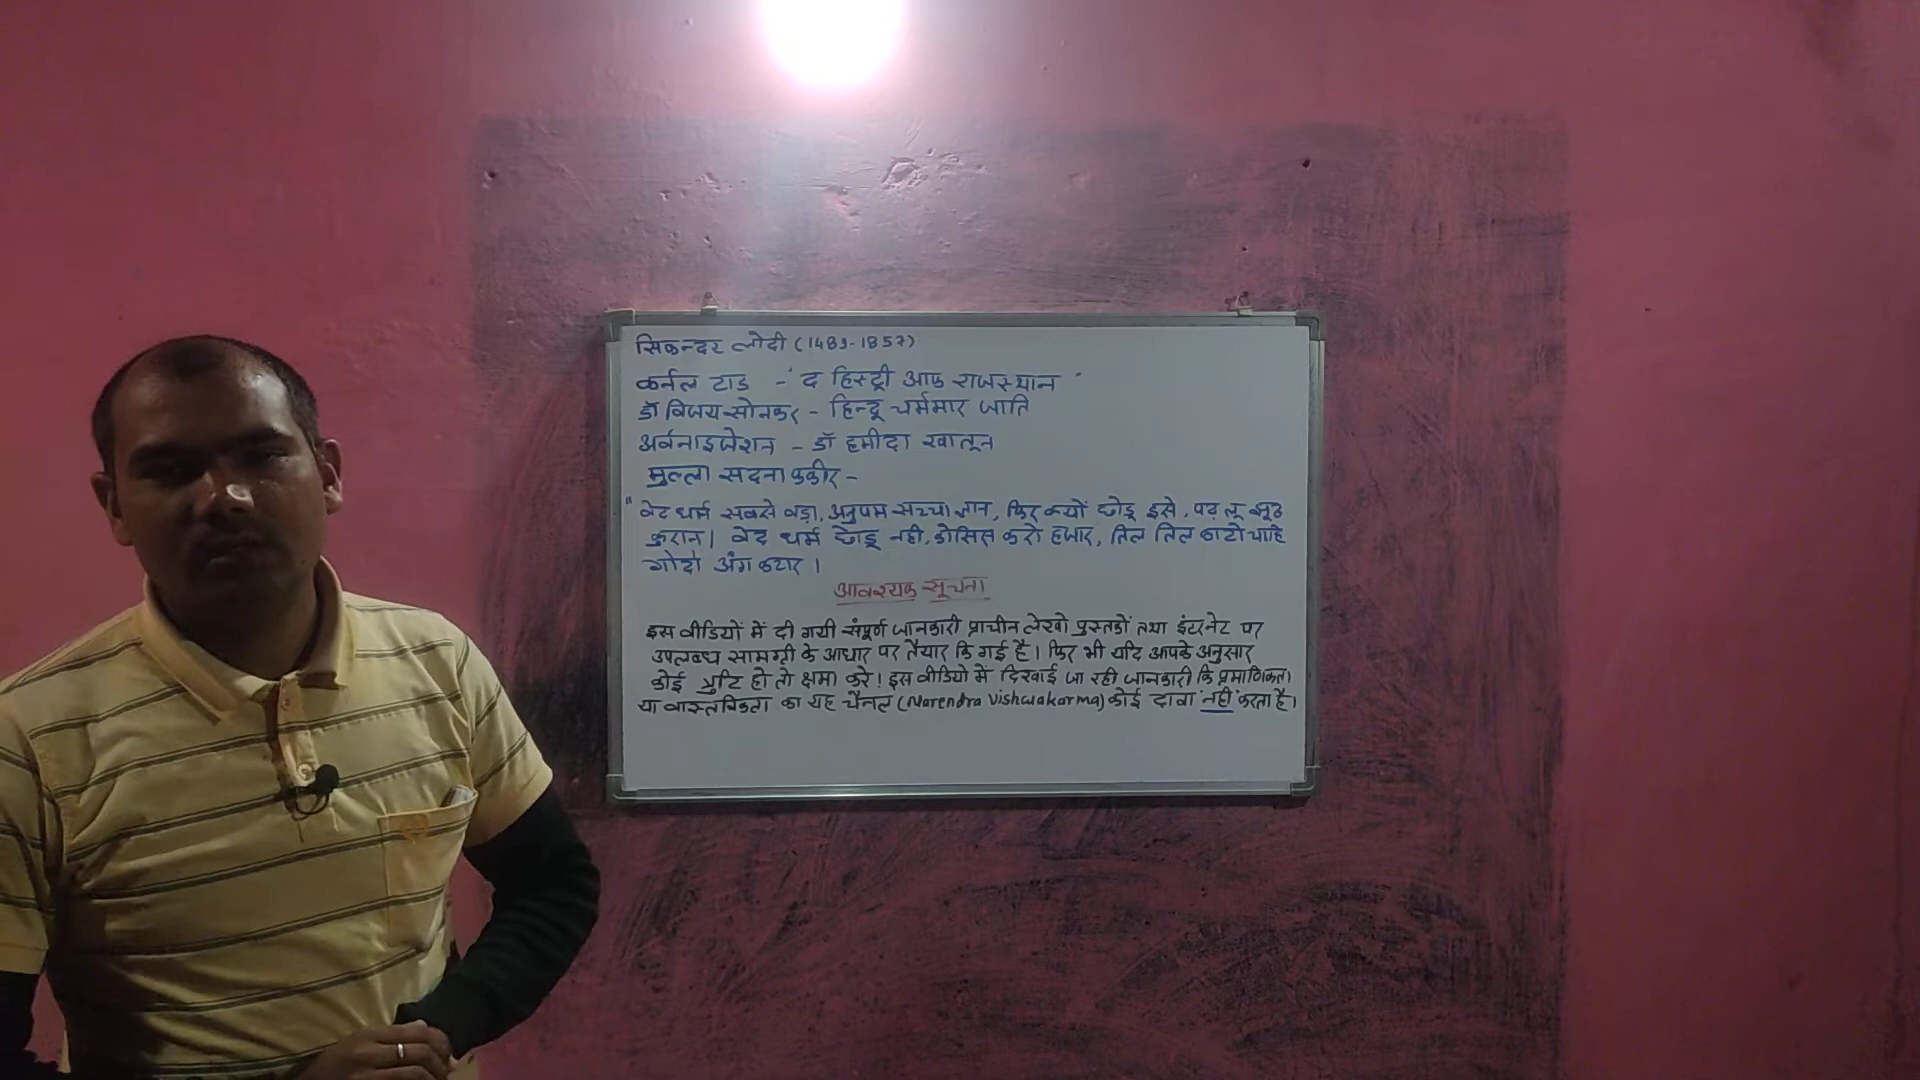 सिकन्दर लोदी (1489-1857)
कर्नल टाड - 'द हिस्ट्री आफ राजस्थान'
डॉ विजय सोनकर - हिन्दू चर्ममार जाति
अर्वनाइजेशन - डॉ हमीदा खातून
मुल्ला सदना फकीर -
"वेद धर्म सबसे बड़ा, अनुपम सच्चा ज्ञान, फिर क्यों छोडू इसे, पढ़ लू झूठ
कुरान। वेद धर्म छोडू नही, कोसिस करो हजार, तिल तिल काटो चाहि
गोदो अंग कटार।
आवश्यक सूचना
इस वीडियों में दी गयी संपूर्ण जानकारी प्राचीन लेखो पुस्तकों तथा इंटरनेट पर
उपलब्ध सामग्री के आधार पर तैयार कि गई है। फिर भी यदि आपके अनुसार
कोई त्रुटि हो तो क्षमा करे! इस वीडियो में दिखाई जा रही जानकारी कि प्रमाणिकता
या वास्तविकता का यह चैनल (Narendra Vishwakarma) कोई दावा 'नही' करता है।